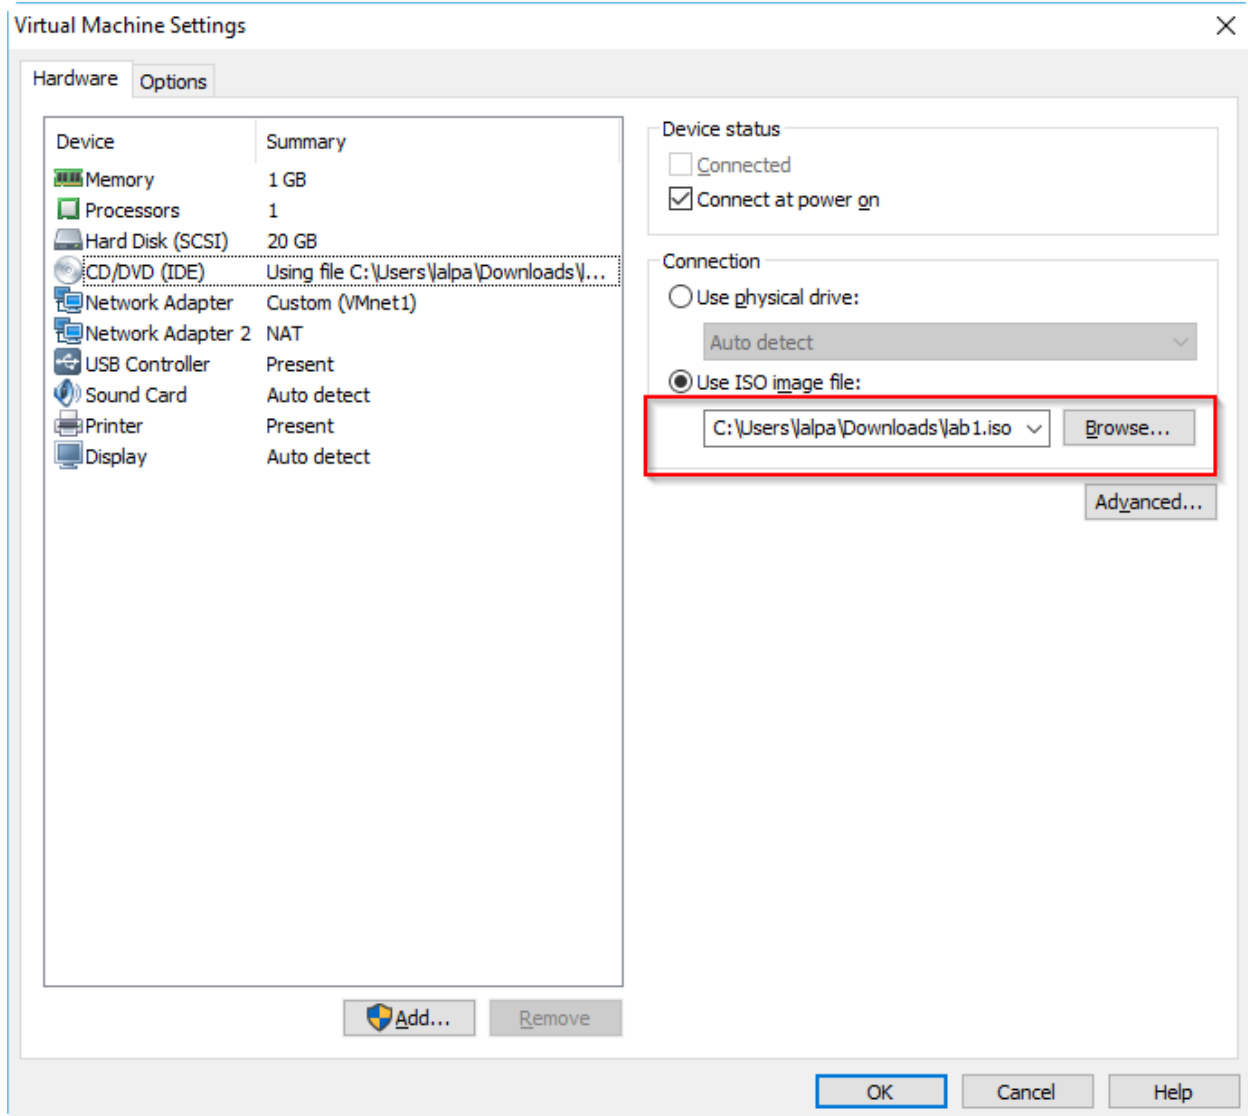 Virtual Machine Settings
Hardware
Options
Device Summary
Memory 1 GB
Processors 1
Hard Disk (SCSI) 20 GB
CD/DVD (IDE) Using file C:\Users\lalpa\Downloads\l...
Network Adapter Custom (VMnet1)
Network Adapter 2 NAT
USB Controller Present
Sound Card Auto detect
Printer Present
Display Auto detect
Add...
Remove
Device status
Connected
Connect at power on
Connection
Use physical drive:
Auto detect
Use ISO image file:
C:\Users\lalpa\Downloads\lab1.iso
Browse...
Advanced...
OK
Cancel
Help